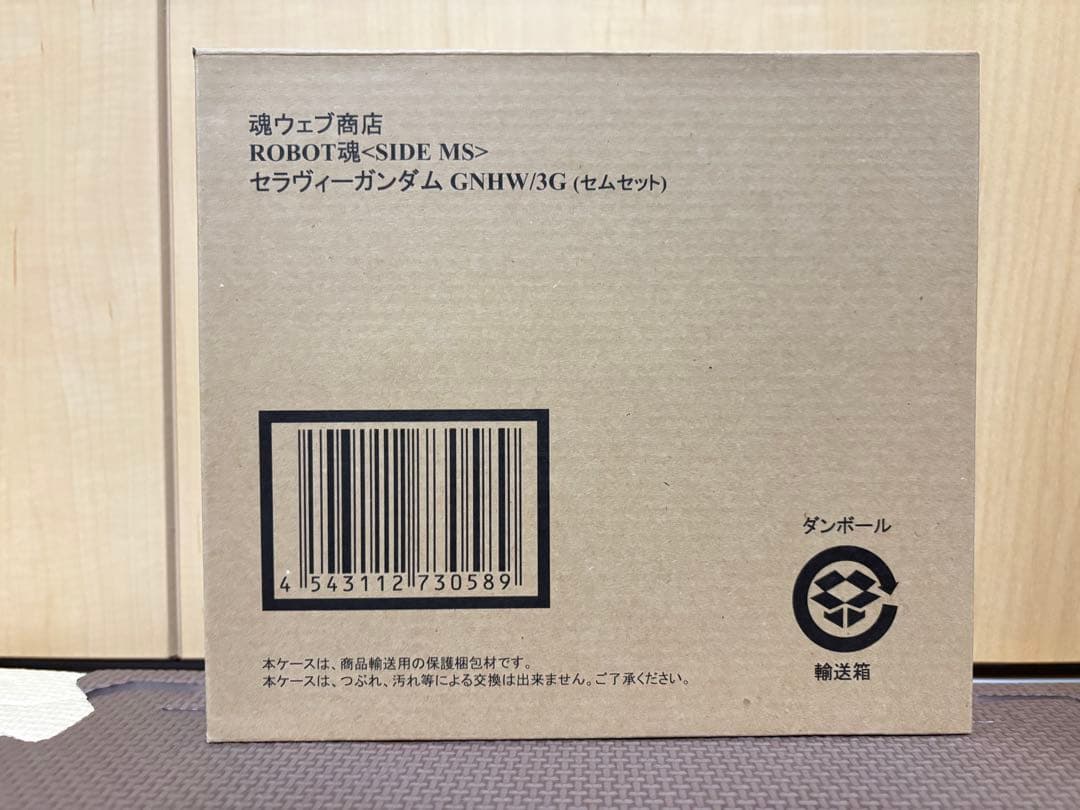 魂ウェブ商店
ROBOT魂<SIDE MS>
セラヴィーガンダム GNHW/3G (セムセット)
4 543112 730589
ダンボール
輸送箱
本ケースは、商品輸送用の保護梱包材です。
本ケースは、つぶれ、汚れ等による交換は出来ません。ご了承ください。